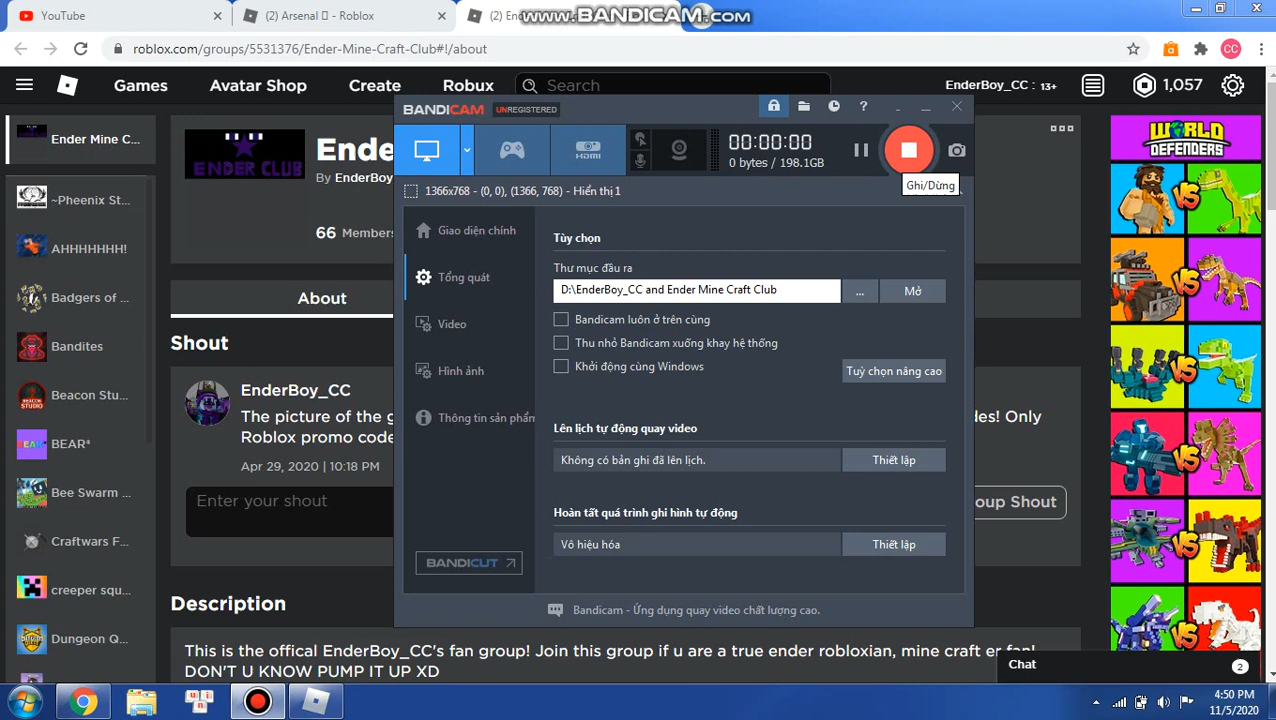 YouTube
(2) Arsenal
- Roblox
(2) En
www.BANDICAM.com
roblox.com/groups/5531376/Ender-Mine-Craft-Club#!/about
CC
Games
Avatar Shop
Create
Robux
Search
EnderBoy_CC : 13+
1,057
Ender Mine C...
~Pheenix St...
AHHHHHHH!
Badgers of ...
Bandites
Beacon Stu...
BEAR*
Bee Swarm ...
Craftwars F...
creeper squ...
Dungeon Q...
ENDER CLUB
Ende
By EnderBo
66 Members
About
Shout
EnderBoy_CC
The picture of the g
Roblox promo code
Apr 29, 2020 | 10:18 PM
Enter your shout
des! Only
oup Shout
Description
This is the offical EnderBoy_CC's fan group! Join this group if u are a true ender robloxian, mine craft er fan!
DON'T U KNOW PUMP IT UP XD
BANDICAM UNREGISTERED
HDMI
00:00:00
0 bytes / 198.1GB
Ghi/Dừng
1366x768 - (0, 0), (1366, 768) - Hiển thị 1
Giao diện chính
Tổng quát
Video
Hình ảnh
Thông tin sản phẩm
BANDICUT
Tùy chọn
Thư mục đầu ra
D:\EnderBoy_CC and Ender Mine Craft Club
...
Mở
Bandicam luôn ở trên cùng
Thu nhỏ Bandicam xuống khay hệ thống
Khởi động cùng Windows
Tuỳ chọn nâng cao
Lên lịch tự động quay video
Không có bản ghi đã lên lịch.
Thiết lập
Hoàn tất quá trình ghi hình tự động
Vô hiệu hóa
Thiết lập
Bandicam - Ứng dụng quay video chất lượng cao.
WORLD
DEFENDERS
VS
VS
VS
VS
VS
VS
Chat
2
4:50 PM
11/5/2020